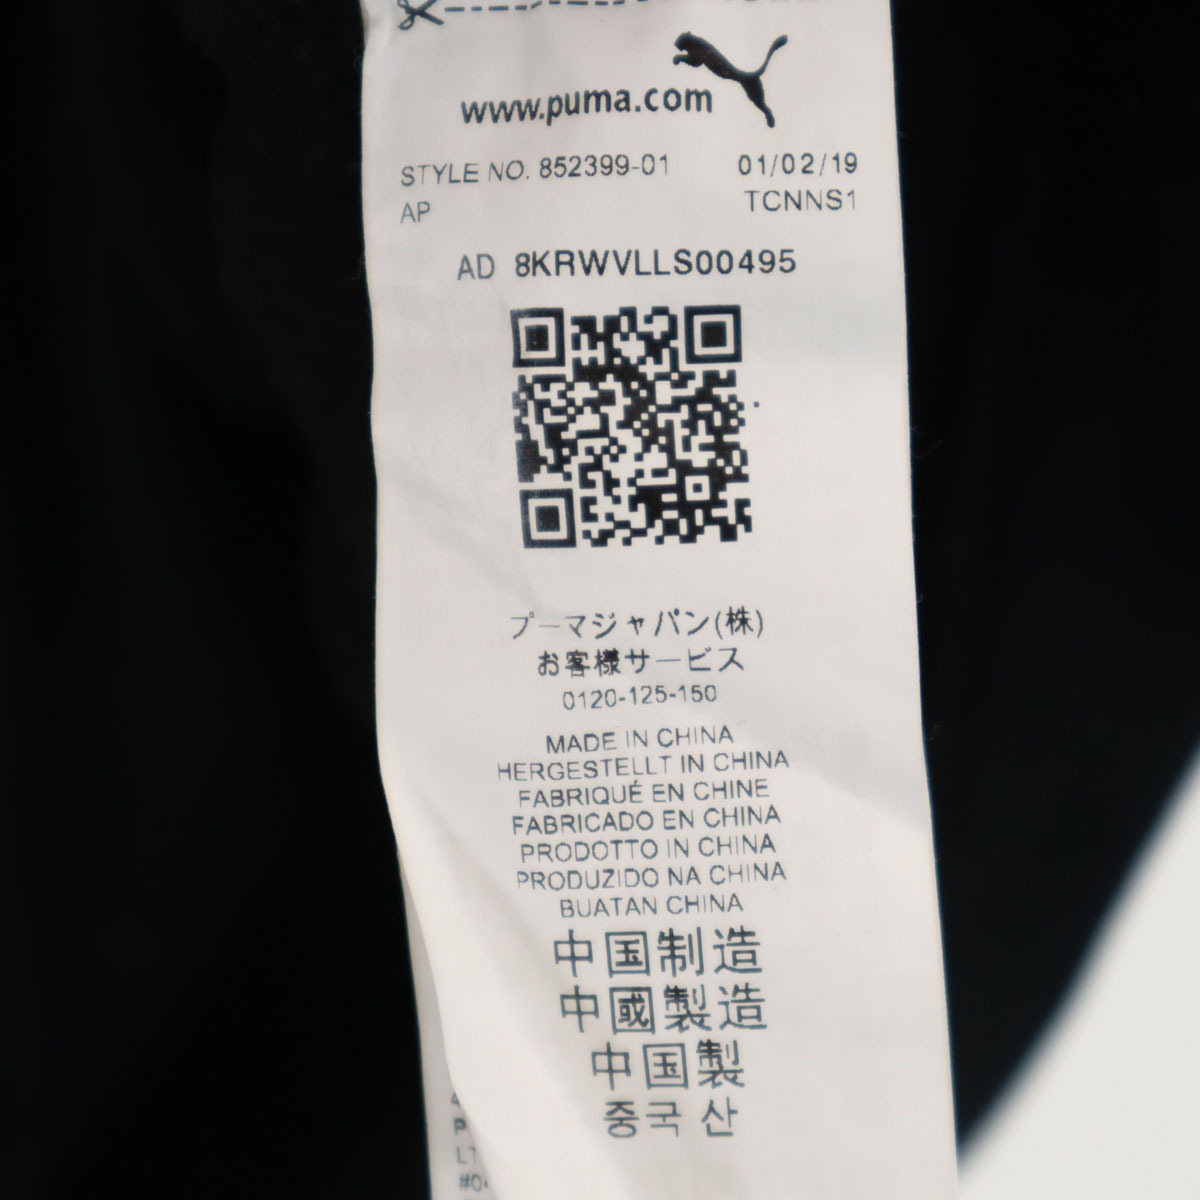 www.puma.com
STYLE NO. 852399-01 01/02/19
AP TCNNS1
AD 8KRWVLLS00495
プーマジャパン(株)
お客様サービス
0120-125-150
MADE IN CHINA
HERGESTELLT IN CHINA
FABRIQUÉ EN CHINE
FABRICADO EN CHINA
PRODOTTO IN CHINA
PRODUZIDO NA CHINA
BUATAN CHINA
中国制造
中國製造
中国製
중국산